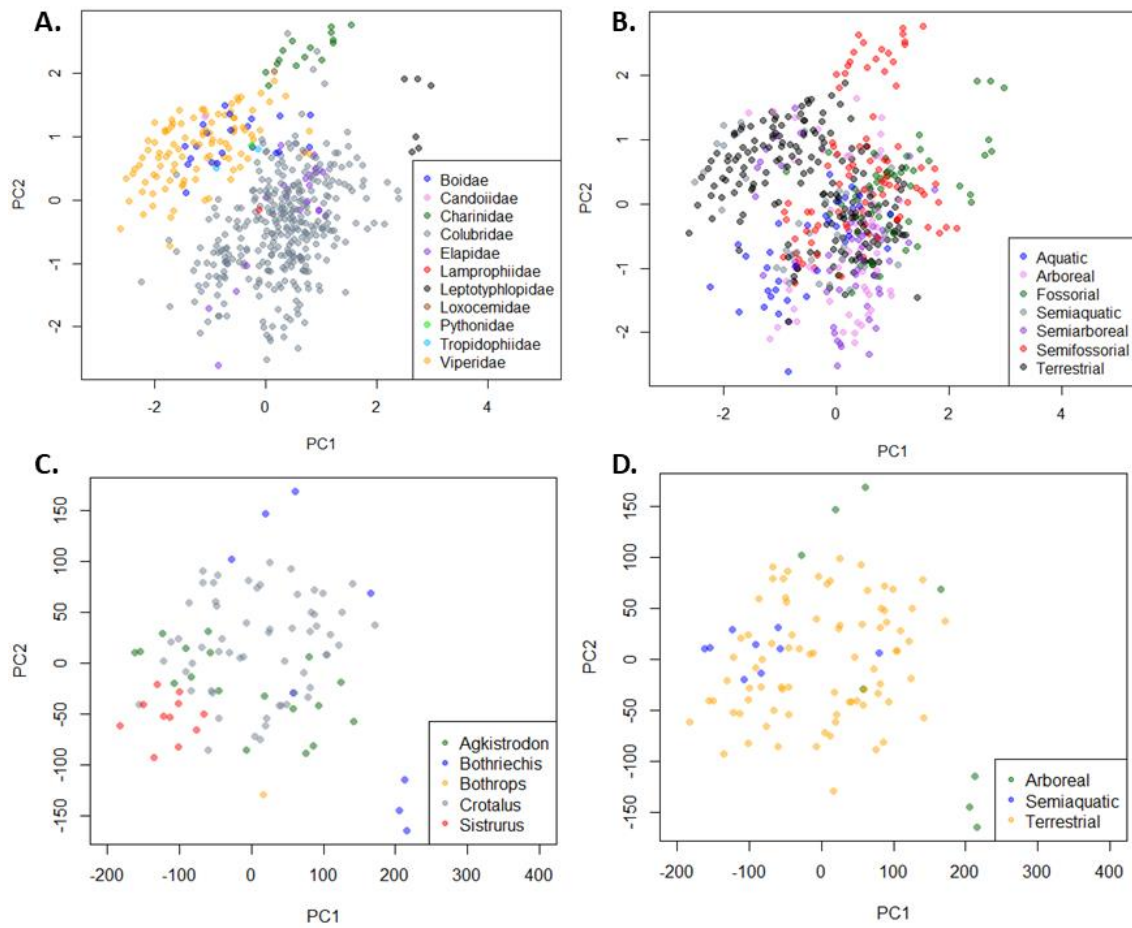 A.
PC2
2
1
0
-1
-2
-2 0 2 4
PC1
Boidae
Candoiidae
Charinidae
Colubridae
Elapidae
Lamprophiidae
Leptotyphlopidae
Loxocemidae
Pythonidae
Tropidophiidae
Viperidae
B.
PC2
2
1
0
-1
-2
-2 0 2 4
PC1
Aquatic
Arboreal
Fossorial
Semiaquatic
Semiarboreal
Semifossorial
Terrestrial
C.
PC2
150
100
50
0
-50
-100
-150
-200 -100 0 100 200 300 400
PC1
Agkistrodon
Bothriechis
Bothrops
Crotalus
Sistrurus
D.
PC2
150
100
50
0
-50
-100
-150
-200 -100 0 100 200 300 400
PC1
Arboreal
Semiaquatic
Terrestrial